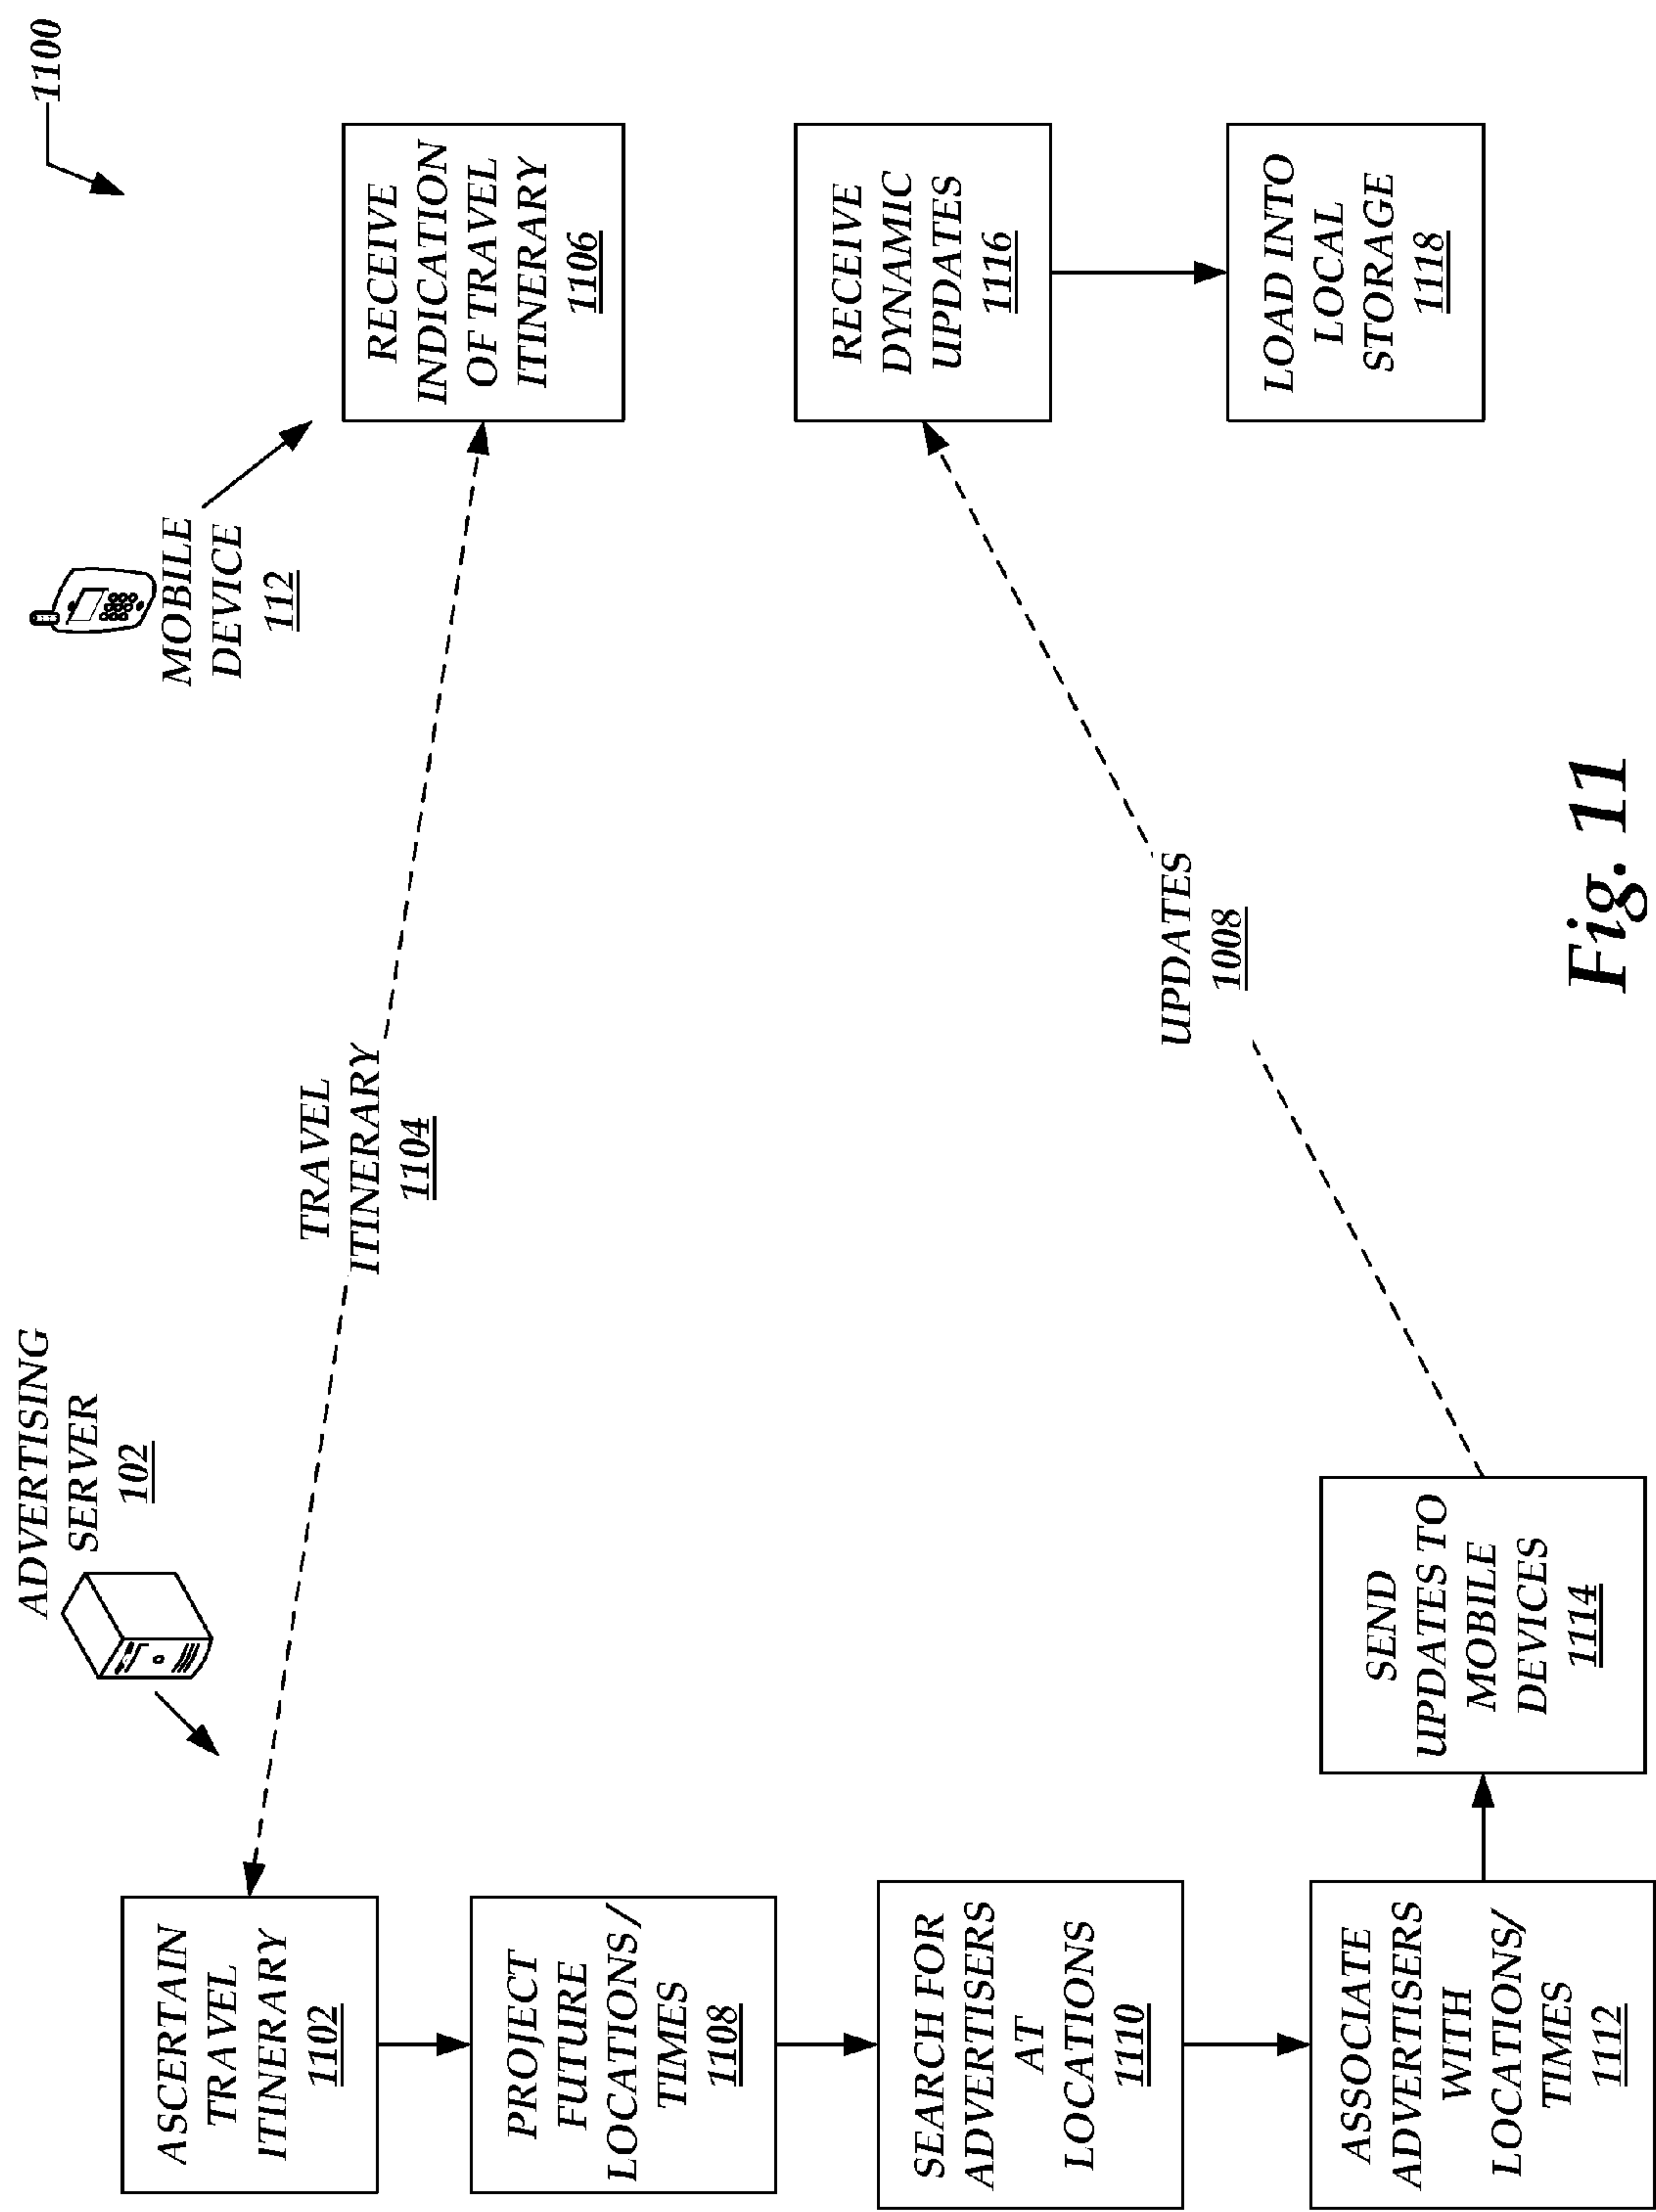 1100
ADVERTISING
SERVER
102
MOBILE
DEVICE
112
ASCERTAIN
TRAVEL
ITINERARY
1102
TRAVEL
ITINERARY
1104
RECEIVE
INDICATION
OF TRAVEL
ITINERARY
1106
PROJECT
FUTURE
LOCATIONS/
TIMES
1108
SEARCH FOR
ADVERTISERS
AT
LOCATIONS
1110
ASSOCIATE
ADVERTISERS
WITH
LOCATIONS/
TIMES
1112
SEND
UPDATES TO
MOBILE
DEVICES
1114
UPDATES
1008
RECEIVE
DYNAMIC
UPDATES
1116
LOAD INTO
LOCAL
STORAGE
1118
Fig. 11